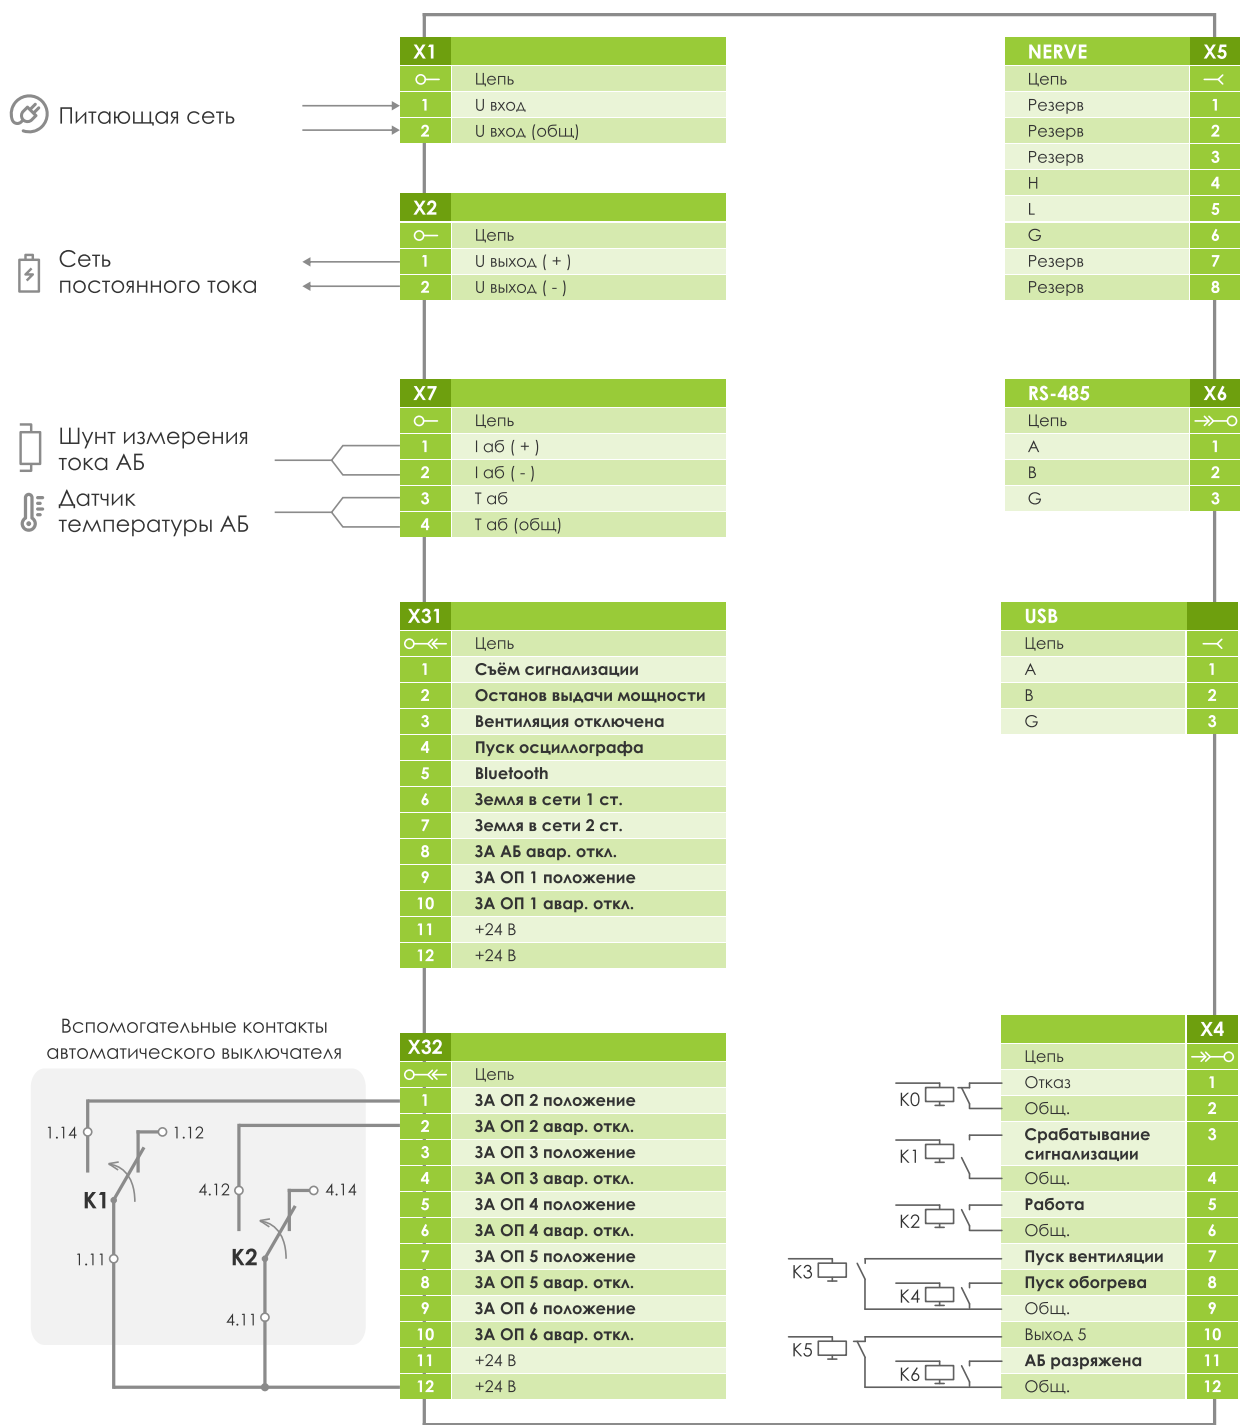 X1
Цепь
1 U вход
2 U вход (общ)
Питающая сеть
X2
Цепь
1 U выход ( + )
2 U выход ( - )
Сеть
постоянного тока
X7
Цепь
1 I аб ( + )
2 I аб ( - )
3 T аб
4 T аб (общ)
Шунт измерения
тока АБ
Датчик
температуры АБ
X31
Цепь
1 Съём сигнализации
2 Останов выдачи мощности
3 Вентиляция отключена
4 Пуск осциллографа
5 Bluetooth
6 Земля в сети 1 ст.
7 Земля в сети 2 ст.
8 ЗА АБ авар. откл.
9 ЗА ОП 1 положение
10 ЗА ОП 1 авар. откл.
11 +24 В
12 +24 В
Вспомогательные контакты
автоматического выключателя
1.14
1.12
K1
1.11
4.12
4.14
K2
4.11
X32
Цепь
1 ЗА ОП 2 положение
2 ЗА ОП 2 авар. откл.
3 ЗА ОП 3 положение
4 ЗА ОП 3 авар. откл.
5 ЗА ОП 4 положение
6 ЗА ОП 4 авар. откл.
7 ЗА ОП 5 положение
8 ЗА ОП 5 авар. откл.
9 ЗА ОП 6 положение
10 ЗА ОП 6 авар. откл.
11 +24 В
12 +24 В
NERVE X5
Цепь
Резерв 1
Резерв 2
Резерв 3
H 4
L 5
G 6
Резерв 7
Резерв 8
RS-485 X6
Цепь
A 1
B 2
G 3
USB
Цепь
A 1
B 2
G 3
X4
Цепь
Отказ 1
Общ. 2
Срабатывание 3
сигнализации
Общ. 4
Работа 5
Общ. 6
Пуск вентиляции 7
Пуск обогрева 8
Общ. 9
Выход 5 10
АБ разряжена 11
Общ. 12
K0
K1
K2
K3
K4
K5
K6